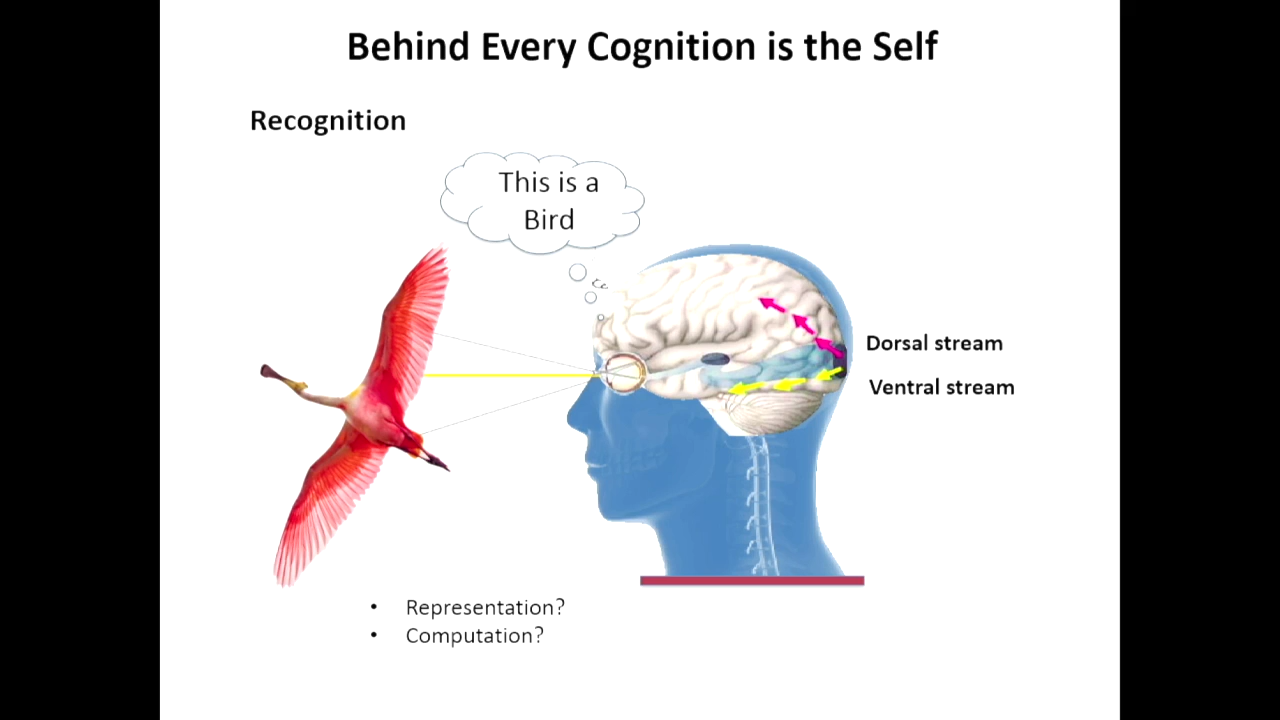 Behind Every Cognition is the Self
Recognition
This is a
Bird
Dorsal stream
Ventral stream
• Representation?
• Computation?